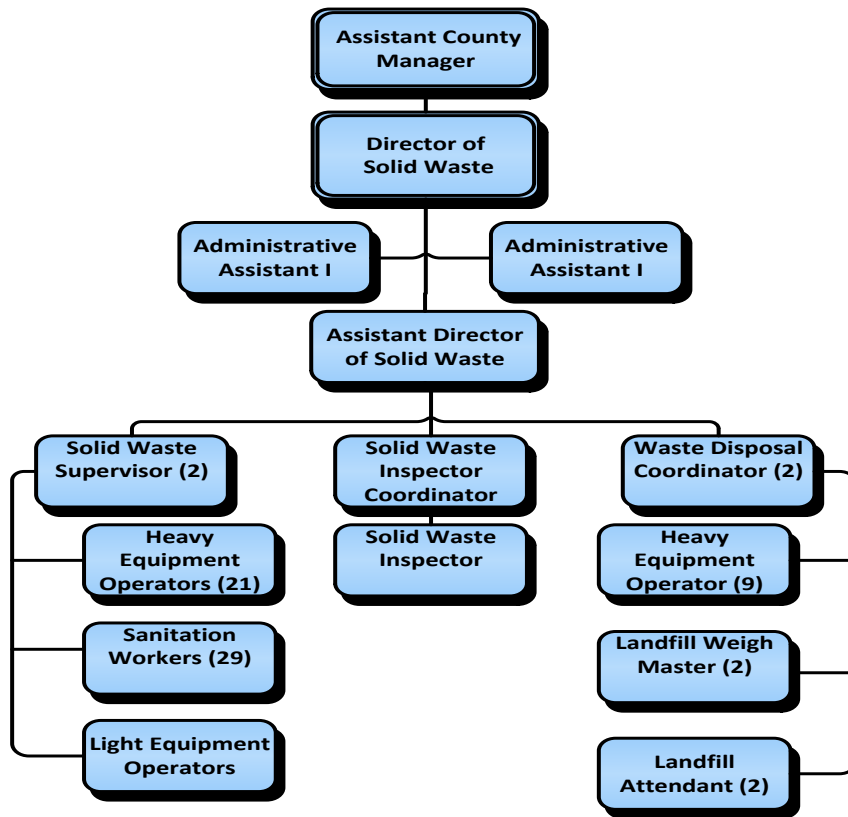 Assistant County
Manager
Director of
Solid Waste
Administrative
Assistant I
Administrative
Assistant I
Assistant Director
of Solid Waste
Solid Waste
Supervisor (2)
Solid Waste
Inspector
Coordinator
Waste Disposal
Coordinator (2)
Heavy
Equipment
Operators (21)
Solid Waste
Inspector
Heavy
Equipment
Operator (9)
Sanitation
Workers (29)
Landfill Weigh
Master (2)
Light Equipment
Operators
Landfill
Attendant (2)